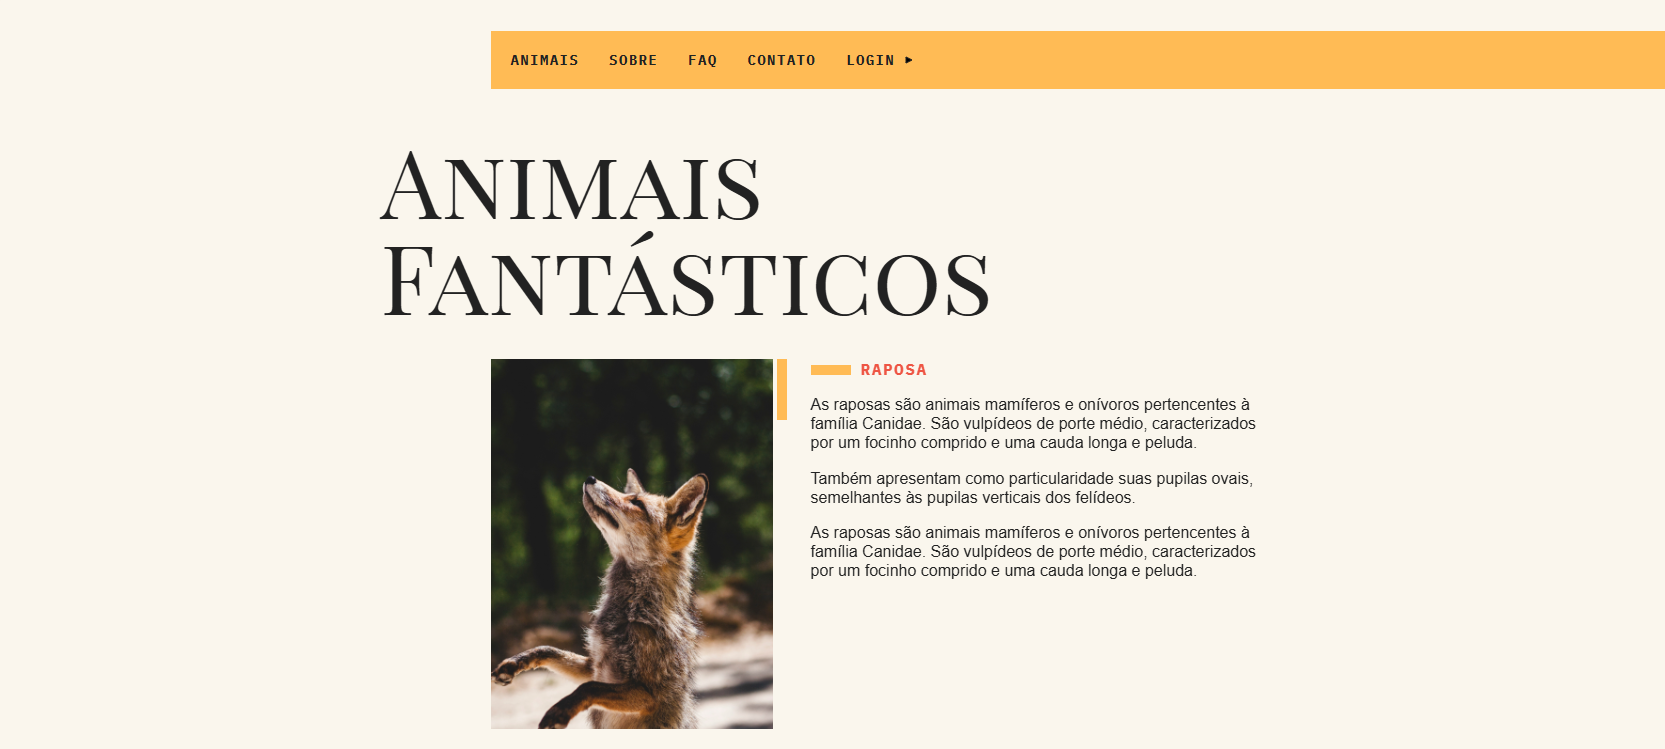 ANIMAIS SOBRE FAQ CONTATO LOGIN ▸
ANIMAIS
FANTÁSTICOS
RAPOSA
As raposas são animais mamíferos e onívoros pertencentes à
família Canidae. São vulpídeos de porte médio, caracterizados
por um focinho comprido e uma cauda longa e peluda.
Também apresentam como particularidade suas pupilas ovais,
semelhantes às pupilas verticais dos felídeos.
As raposas são animais mamíferos e onívoros pertencentes à
família Canidae. São vulpídeos de porte médio, caracterizados
por um focinho comprido e uma cauda longa e peluda.